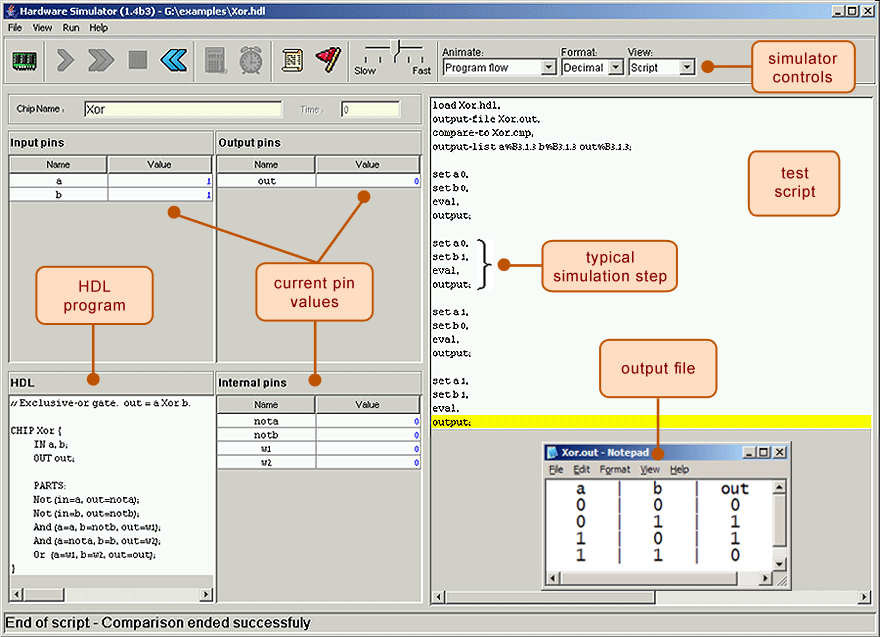 Hardware Simulator (1.4b3) - G:\examples\Xor.hdl
File View Run Help
Slow Fast
Animate: Format: View:
Program flow Decimal Script
simulator
controls
Chip Name : Xor Time : 0
Input pins
Name Value
a 1
b 1
Output pins
Name Value
out 0
current pin
values
HDL
program
HDL
// Exclusive-or gate. out = a Xor b.
CHIP Xor {
IN a, b;
OUT out;
PARTS:
Not (in=a, out=nota);
Not (in=b, out=notb);
And (a=a, b=notb, out=w1);
And (a=nota, b=b, out=w2);
Or (a=w1, b=w2, out=out);
}
Internal pins
Name Value
nota 0
notb 0
w1 0
w2 0
load Xor.hdl,
output-file Xor.out,
compare-to Xor.cmp,
output-list a%B3.1.3 b%B3.1.3 out%B3.1.3;
set a 0,
set b 0,
eval,
output;
set a 0,
set b 1,
eval,
output;
set a 1,
set b 0,
eval,
output;
set a 1,
set b 1,
eval,
output;
test
script
typical
simulation step
output file
Xor.out - Notepad
File Edit Format View Help
a | b | out
0 | 0 | 0
0 | 1 | 1
1 | 0 | 1
1 | 1 | 0
End of script - Comparison ended successfuly